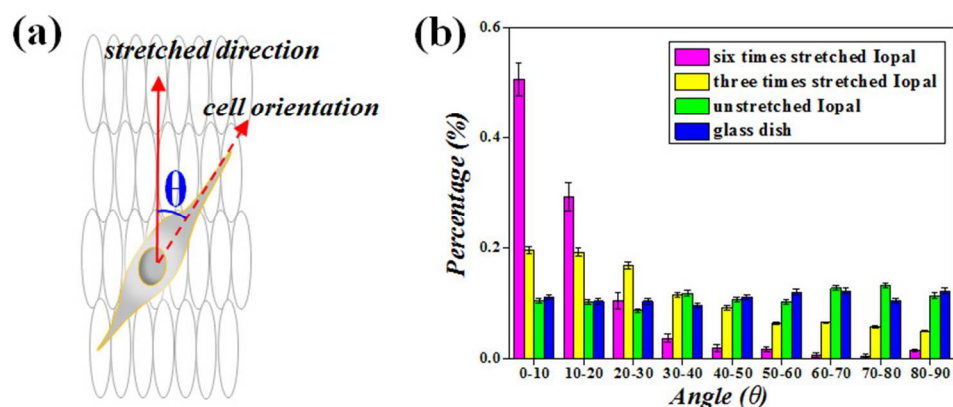 (a)
stretched direction
cell orientation
θ
(b)
Percentage (%)
0.6
0.4
0.2
0.0
six times stretched Iopal
three times stretched Iopal
unstretched Iopal
glass dish
0-10 10-20 20-30 30-40 40-50 50-60 60-70 70-80 80-90
Angle (θ)